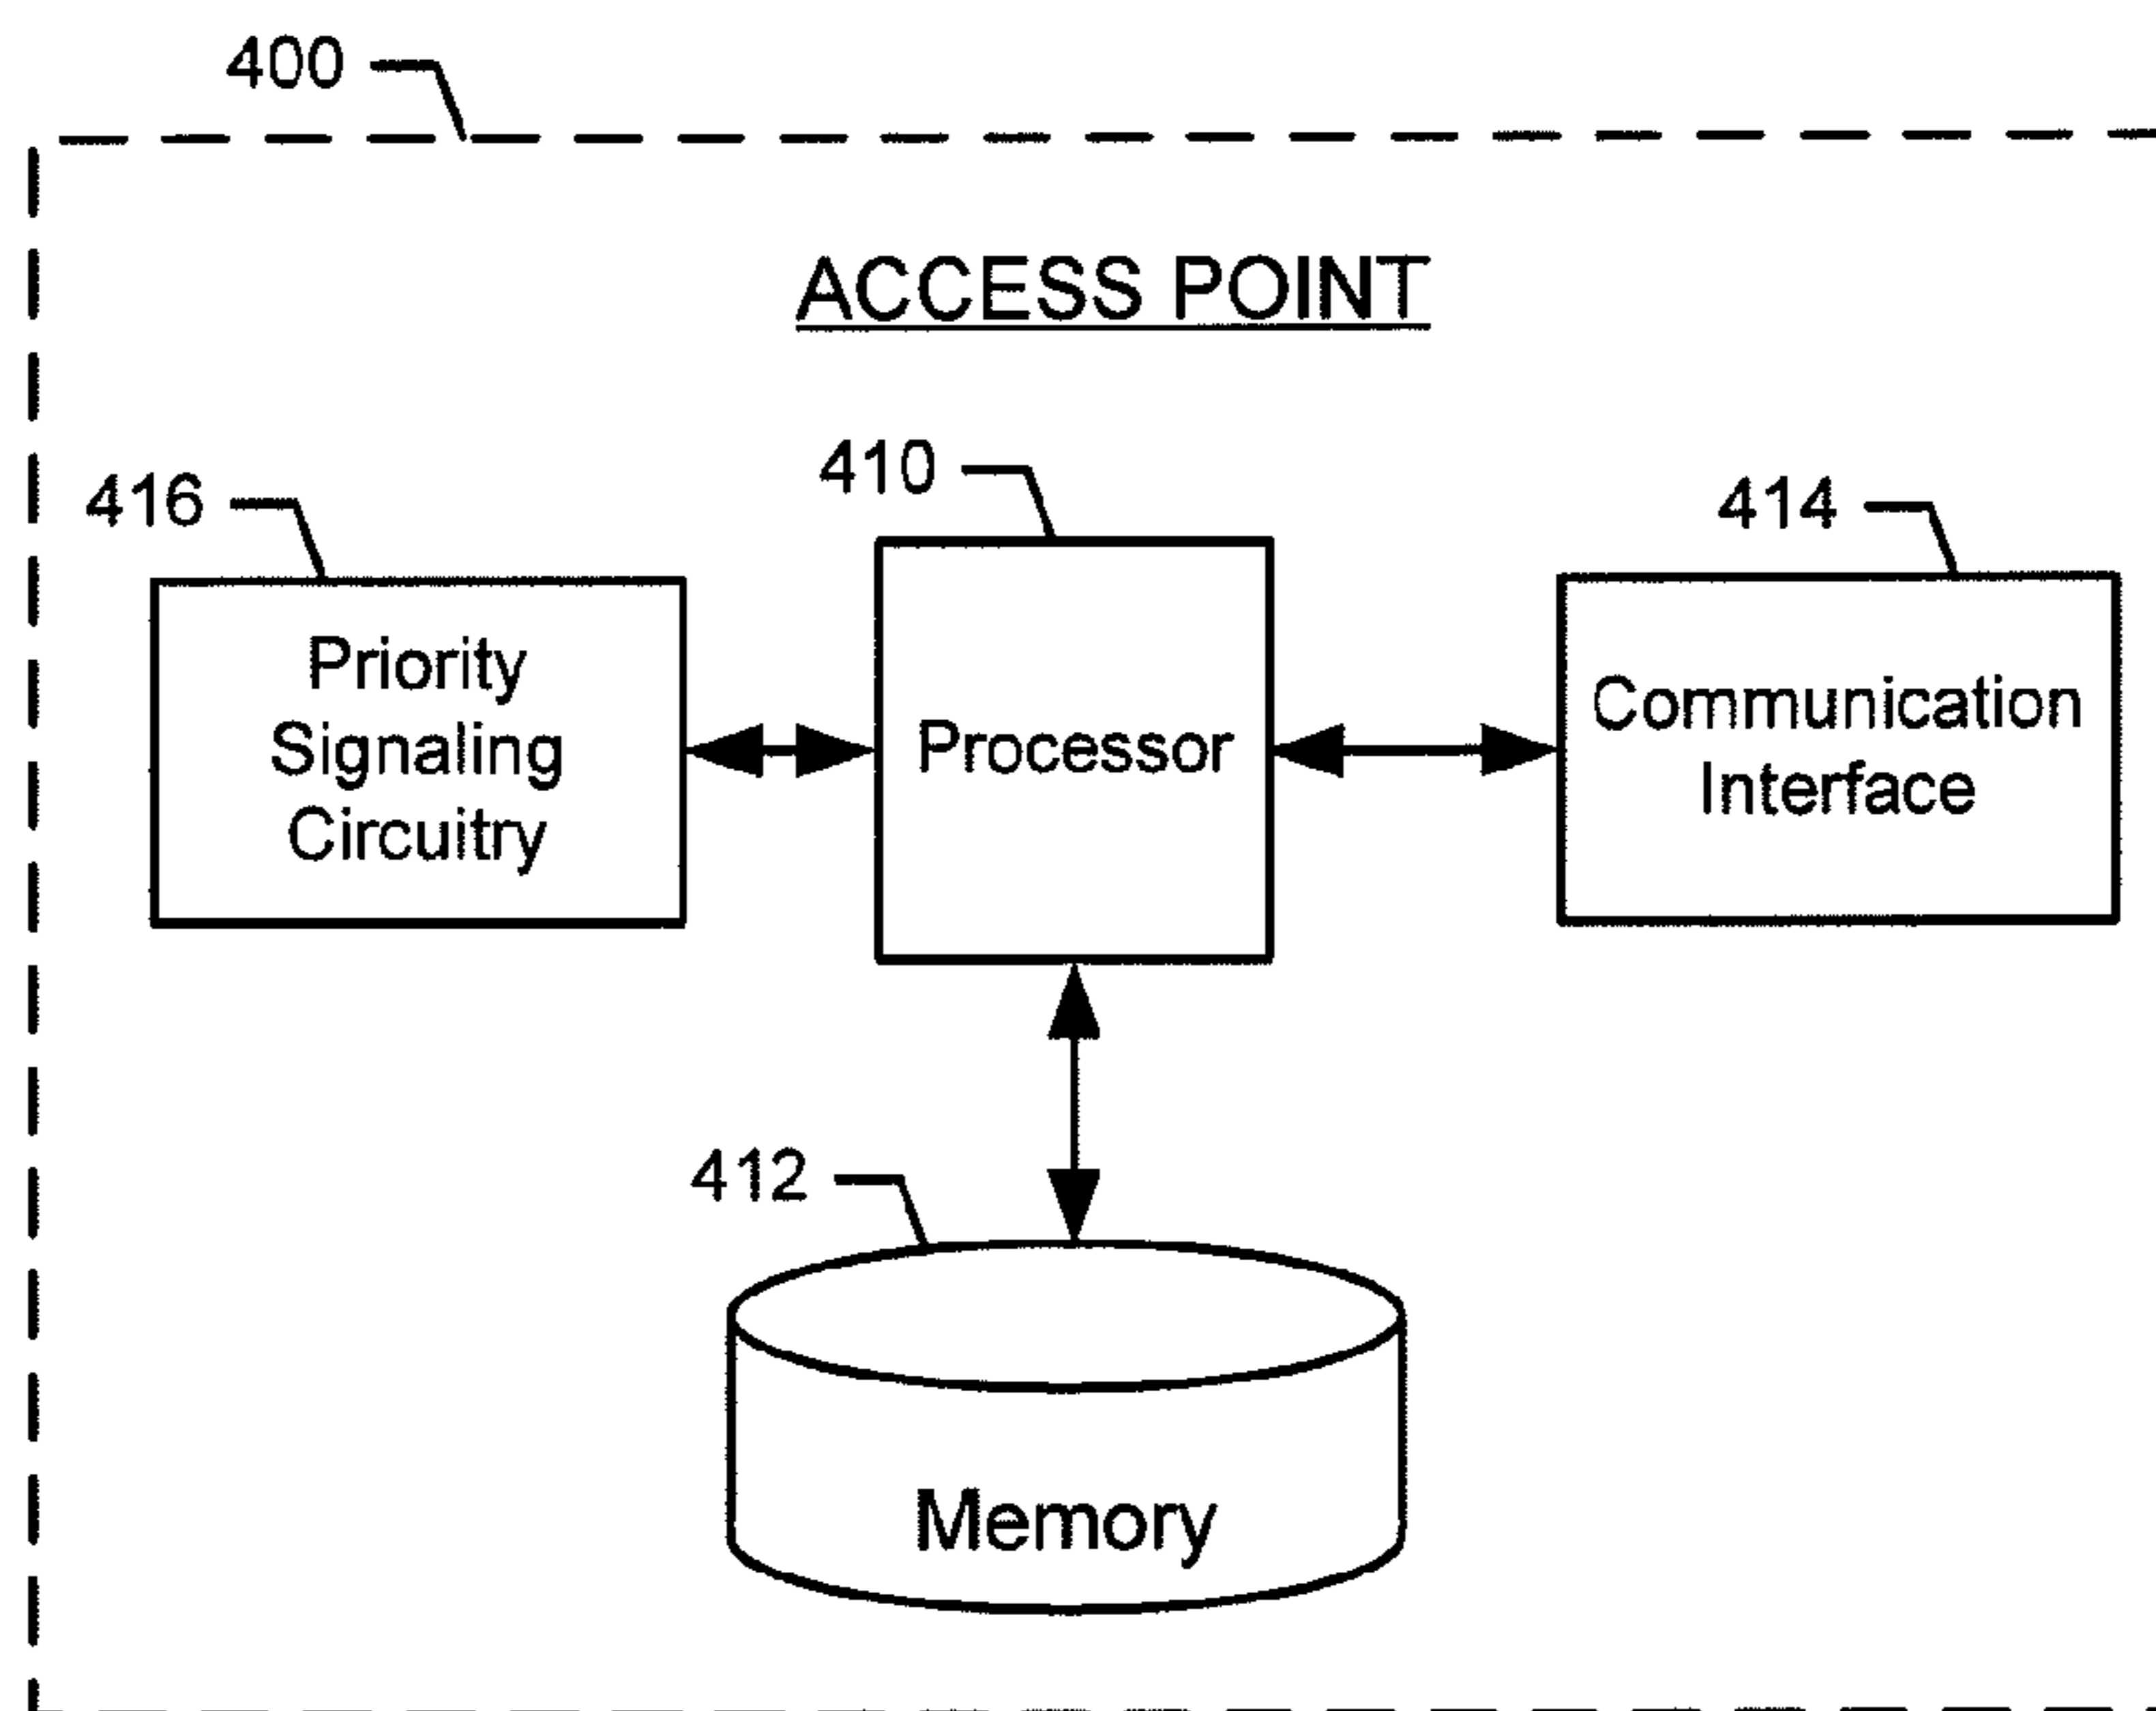 400
ACCESS POINT
416
410
414
Priority
Signaling
Circuitry
Processor
Communication
Interface
412
Memory